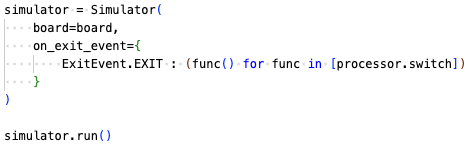 simulator = Simulator(
    board=board,
    on_exit_event={
        ExitEvent.EXIT : (func() for func in [processor.switch])
    }
)

simulator.run()